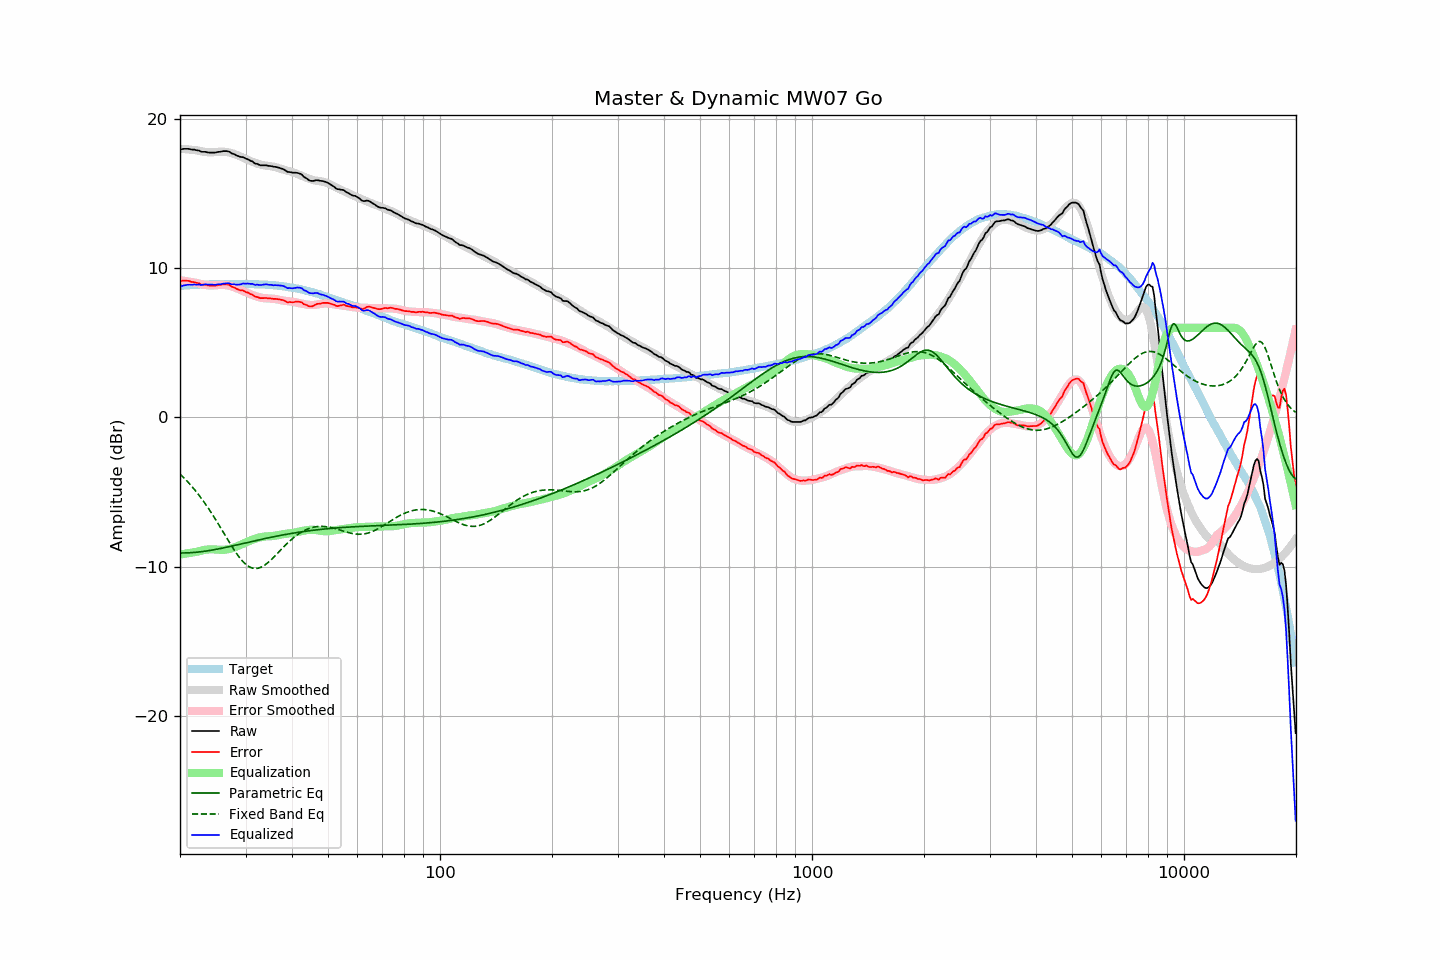 Master & Dynamic MW07 Go
20
10
0
−10
−20
Amplitude (dBr)
Target
Raw Smoothed
Error Smoothed
Raw
Error
Equalization
Parametric Eq
Fixed Band Eq
Equalized
100
1000
10000
Frequency (Hz)